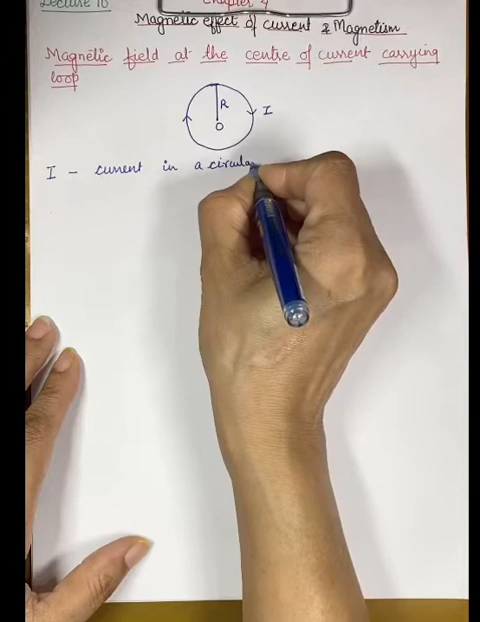 Lecture 10
Chapter 4
Magnetic effect of current & Magnetism
Magnetic field at the centre of current carrying
loop
R
I
O
I - current in a circula